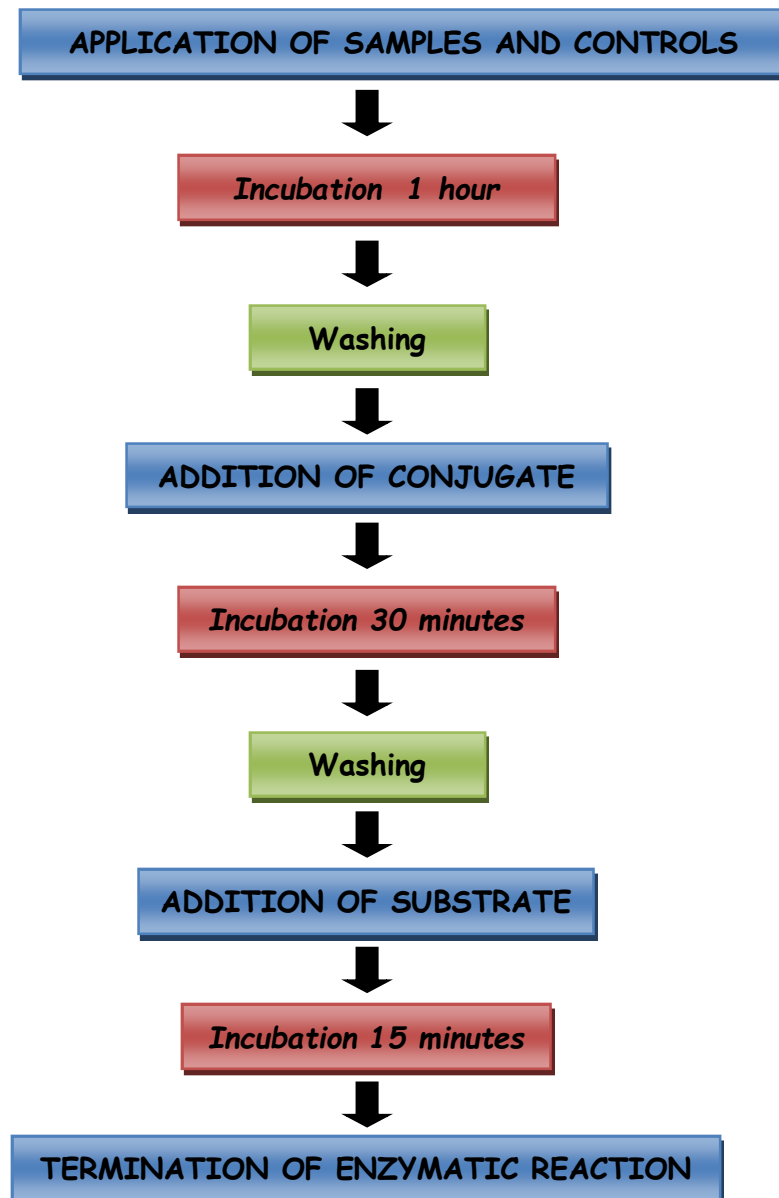 APPLICATION OF SAMPLES AND CONTROLS
Incubation 1 hour
Washing
ADDITION OF CONJUGATE
Incubation 30 minutes
Washing
ADDITION OF SUBSTRATE
Incubation 15 minutes
TERMINATION OF ENZYMATIC REACTION